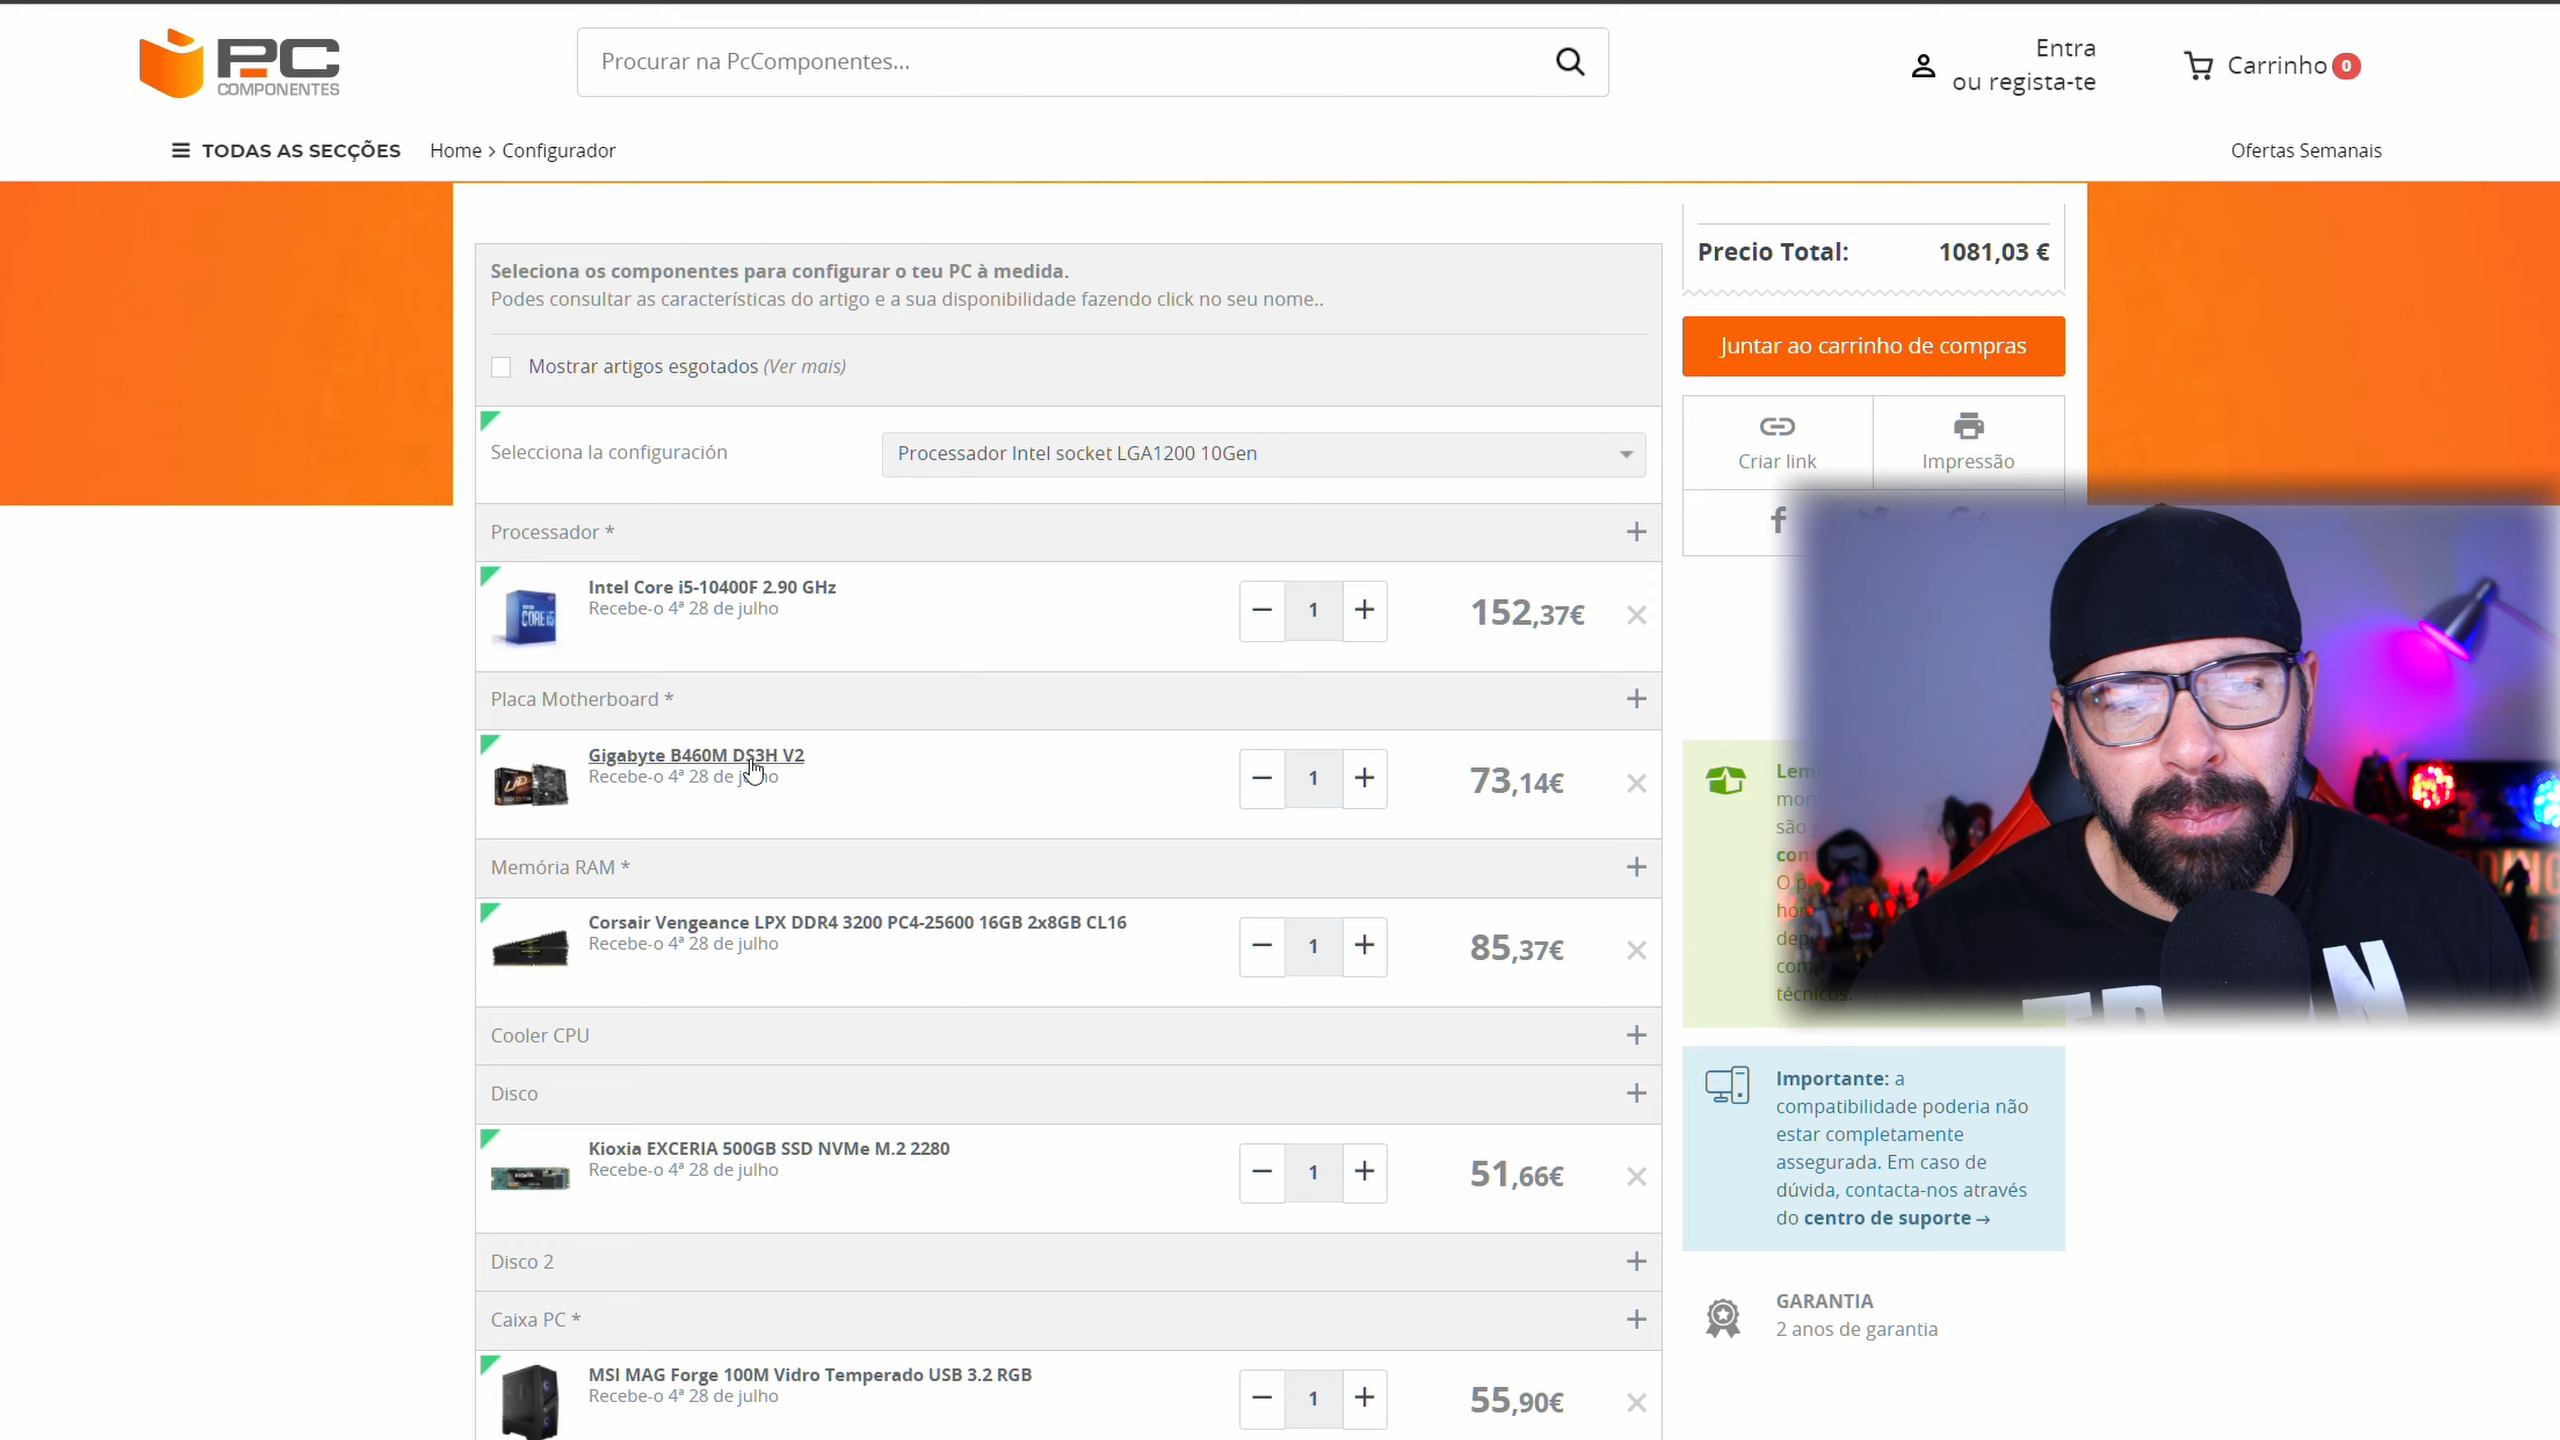 PC
COMPONENTES
Procurar na PcComponentes...
Entra
ou regista-te
Carrinho 0
TODAS AS SECÇÕES
Home > Configurador
Ofertas Semanais
Seleciona os componentes para configurar o teu PC à medida.
Podes consultar as características do artigo e a sua disponibilidade fazendo click no seu nome..
Mostrar artigos esgotados (Ver mais)
Selecciona la configuración
Processador Intel socket LGA1200 10Gen
Processador *
Intel Core i5-10400F 2.90 GHz
Recebe-o 4ª 28 de julho
1
152,37€
Placa Motherboard *
Gigabyte B460M DS3H V2
Recebe-o 4ª 28 de julho
1
73,14€
Memória RAM *
Corsair Vengeance LPX DDR4 3200 PC4-25600 16GB 2x8GB CL16
Recebe-o 4ª 28 de julho
1
85,37€
Cooler CPU
Disco
Kioxia EXCERIA 500GB SSD NVMe M.2 2280
Recebe-o 4ª 28 de julho
1
51,66€
Disco 2
Caixa PC *
MSI MAG Forge 100M Vidro Temperado USB 3.2 RGB
Recebe-o 4ª 28 de julho
1
55,90€
Precio Total: 1081,03 €
Juntar ao carrinho de compras
Criar link
Impressão
são
técnicos.
Importante: a
compatibilidade poderia não
estar completamente
assegurada. Em caso de
dúvida, contacta-nos através
do centro de suporte →
GARANTIA
2 anos de garantia